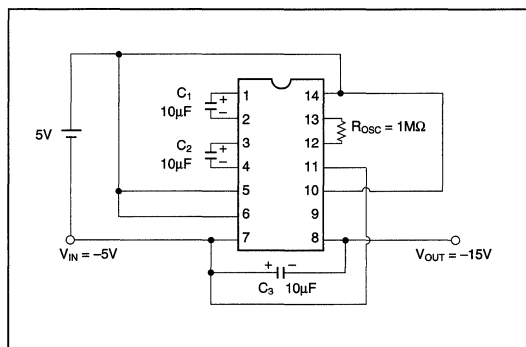 C1
10μF
+
−
C2
10μF
+
−
1
2
3
4
5
6
7
14
13
12
11
10
9
8
ROSC = 1MΩ
5V
VIN = −5V
VOUT = −15V
+ −
C3 10μF